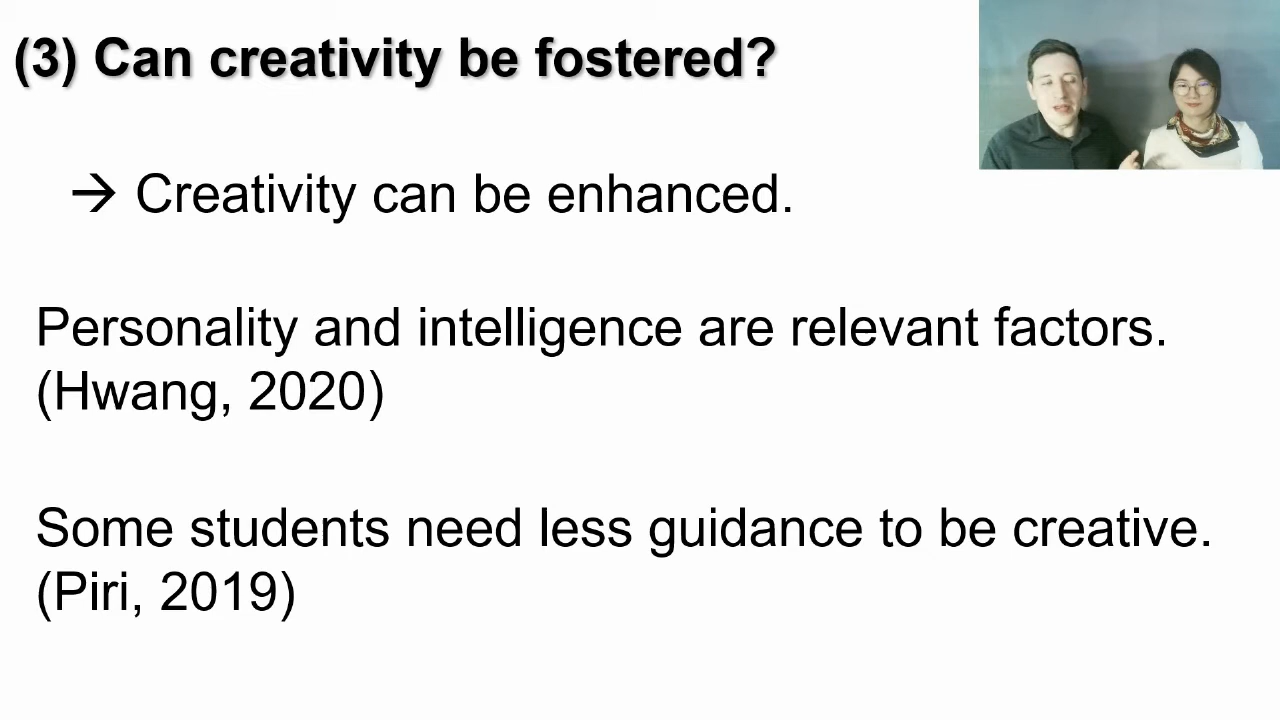 (3) Can creativity be fostered?
→ Creativity can be enhanced.
Personality and intelligence are relevant factors.
(Hwang, 2020)
Some students need less guidance to be creative.
(Piri, 2019)